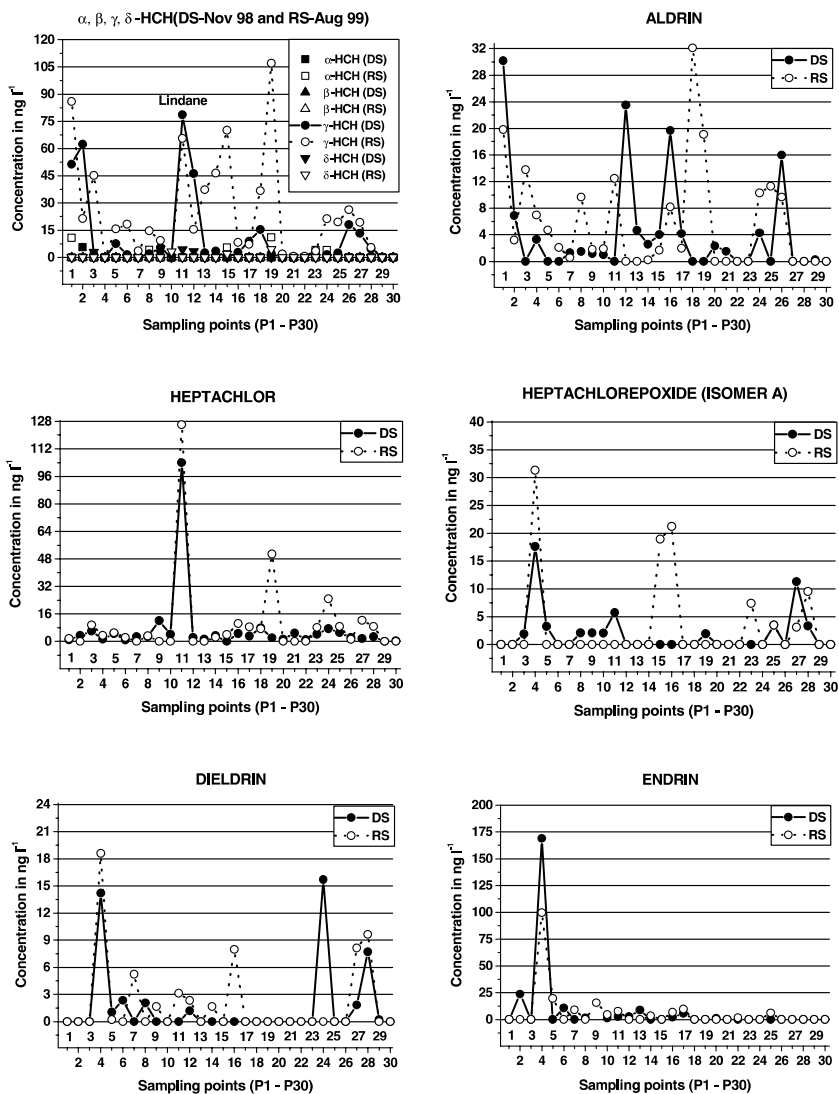 α, β, γ, δ -HCH(DS-Nov 98 and RS-Aug 99)
Concentration in ng l-1
120
105
90
75
60
45
30
15
0
Lindane
α-HCH (DS)
α-HCH (RS)
β-HCH (DS)
β-HCH (RS)
γ-HCH (DS)
γ-HCH (RS)
δ-HCH (DS)
δ-HCH (RS)
1 3 5 7 9 11 13 15 17 19 21 23 25 27 29
2 4 6 8 10 12 14 16 18 20 22 24 26 28 30
Sampling points (P1 - P30)
ALDRIN
Concentration in ng l-1
32
28
24
20
16
12
8
4
0
DS
RS
1 3 5 7 9 11 13 15 17 19 21 23 25 27 29
2 4 6 8 10 12 14 16 18 20 22 24 26 28 30
Sampling points (P1 - P30)
HEPTACHLOR
Concentration in ng l-1
128
112
96
80
64
48
32
16
0
DS
RS
1 3 5 7 9 11 13 15 17 19 21 23 25 27 29
2 4 6 8 10 12 14 16 18 20 22 24 26 28 30
Sampling points (P1 - P30)
HEPTACHLOREPOXIDE (ISOMER A)
Concentration in ng l-1
40
35
30
25
20
15
10
5
0
DS
RS
1 3 5 7 9 11 13 15 17 19 21 23 25 27 29
2 4 6 8 10 12 14 16 18 20 22 24 26 28 30
Sampling points (P1 - P30)
DIELDRIN
Concentration in ng l-1
24
21
18
15
12
9
6
3
0
DS
RS
1 3 5 7 9 11 13 15 17 19 21 23 25 27 29
2 4 6 8 10 12 14 16 18 20 22 24 26 28 30
Sampling points (P1 - P30)
ENDRIN
Concentration in ng l-1
200
175
150
125
100
75
50
25
0
DS
RS
1 3 5 7 9 11 13 15 17 19 21 23 25 27 29
2 4 6 8 10 12 14 16 18 20 22 24 26 28 30
Sampling points (P1 - P30)